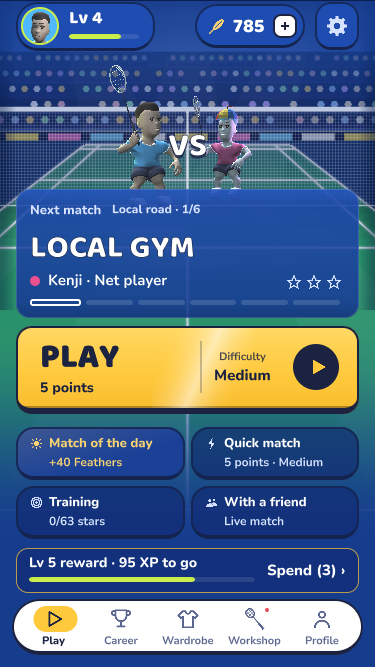 Lv 4
785
VS
Next match Local road · 1/6
LOCAL GYM
Kenji · Net player
PLAY
5 points
Difficulty
Medium
Match of the day
+40 Feathers
Quick match
5 points · Medium
Training
0/63 stars
With a friend
Live match
Lv 5 reward · 95 XP to go
Spend (3) ›
Play
Career
Wardrobe
Workshop
Profile